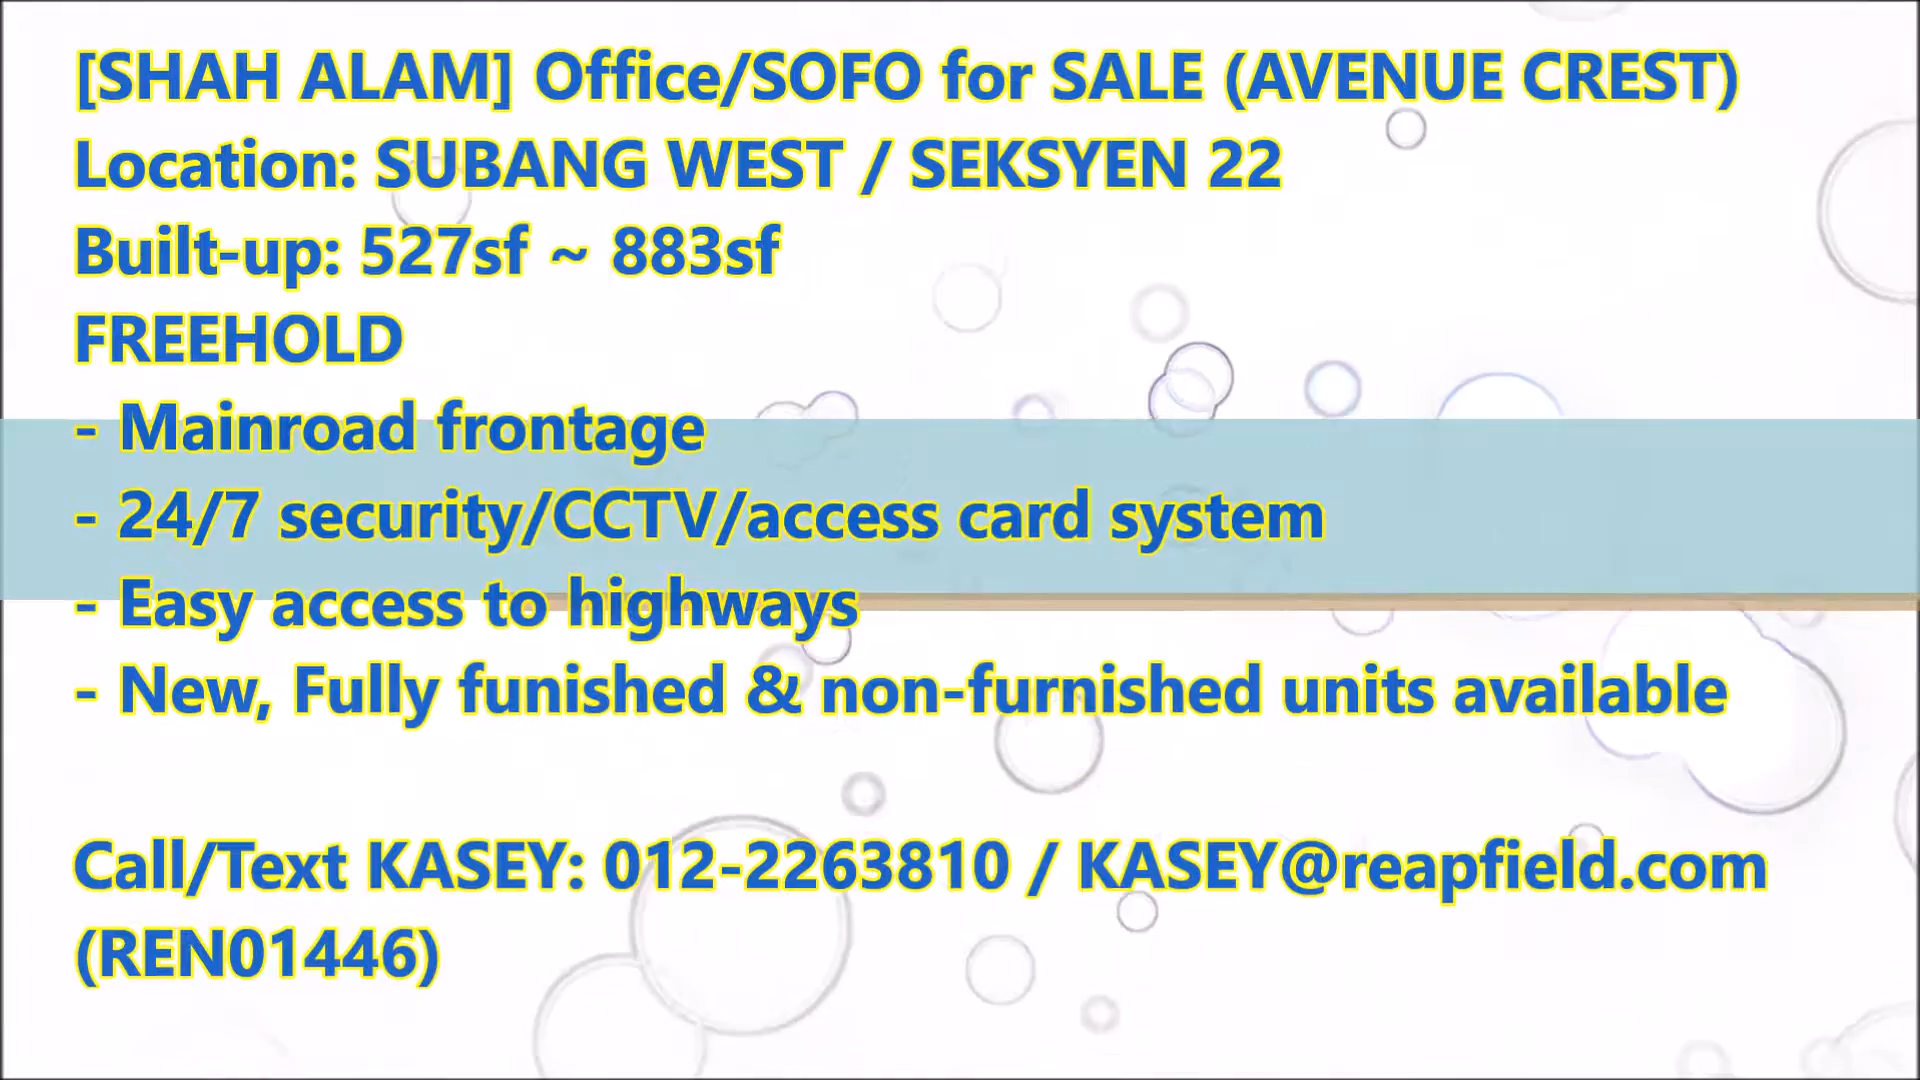 [SHAH ALAM] Office/SOFO for SALE (AVENUE CREST)
Location: SUBANG WEST / SEKSYEN 22
Built-up: 527sf ~ 883sf
FREEHOLD
- Mainroad frontage
- 24/7 security/CCTV/access card system
- Easy access to highways
- New, Fully funished & non-furnished units available
Call/Text KASEY: 012-2263810 / KASEY@reapfield.com
(REN01446)